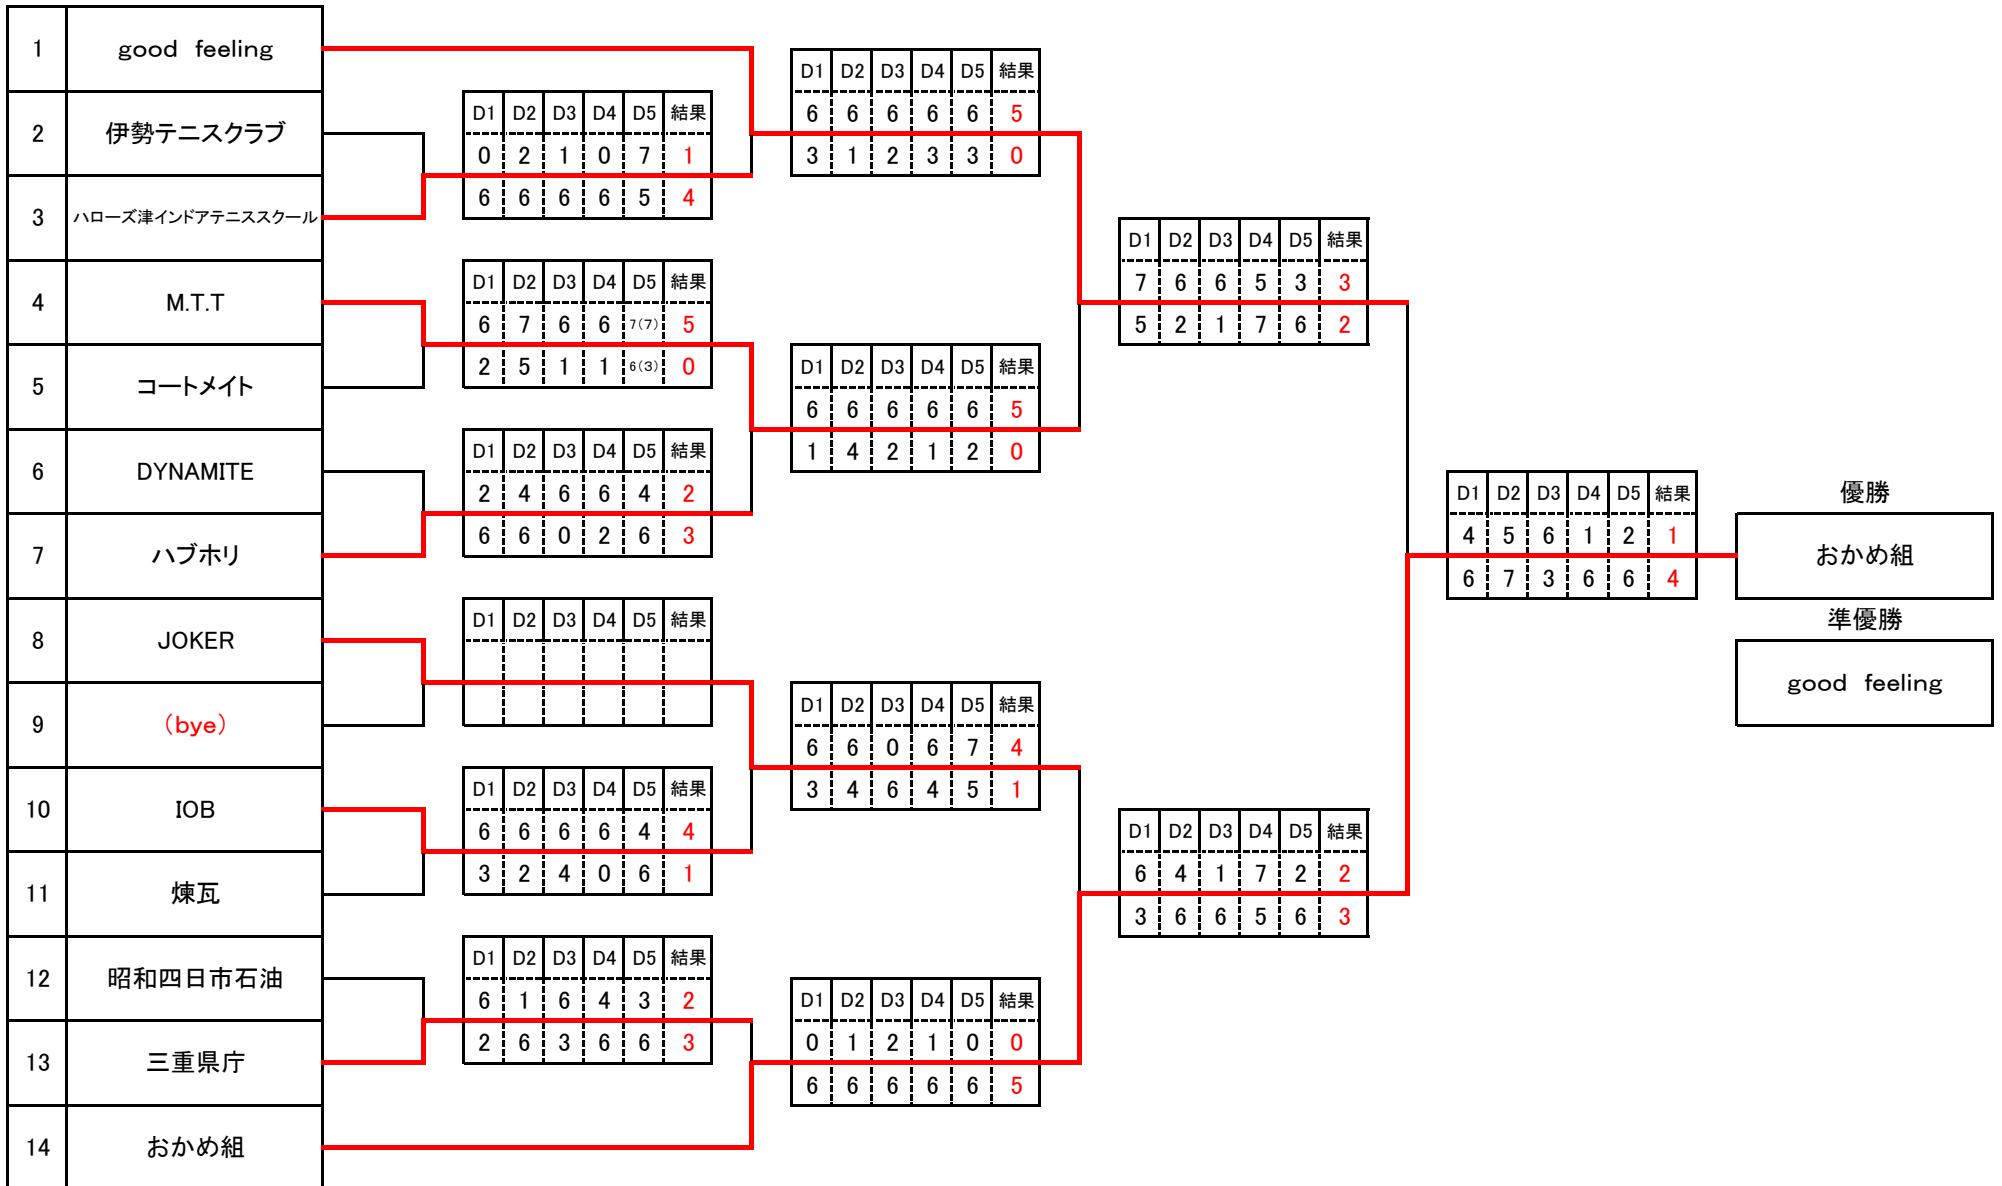 1 good feeling
2 伊勢テニスクラブ
3 ハローズ津インドアテニススクール
4 M.T.T
5 コートメイト
6 DYNAMITE
7 ハブホリ
8 JOKER
9 (bye)
10 IOB
11 煉瓦
12 昭和四日市石油
13 三重県庁
14 おかめ組
D1 D2 D3 D4 D5 結果
0 2 1 0 7 1
6 6 6 6 5 4
D1 D2 D3 D4 D5 結果
6 7 6 6 7(7) 5
2 5 1 1 6(3) 0
D1 D2 D3 D4 D5 結果
2 4 6 6 4 2
6 6 0 2 6 3
D1 D2 D3 D4 D5 結果
D1 D2 D3 D4 D5 結果
6 6 6 6 4 4
3 2 4 0 6 1
D1 D2 D3 D4 D5 結果
6 1 6 4 3 2
2 6 3 6 6 3
D1 D2 D3 D4 D5 結果
6 6 6 6 6 5
3 1 2 3 3 0
D1 D2 D3 D4 D5 結果
6 6 6 6 6 5
1 4 2 1 2 0
D1 D2 D3 D4 D5 結果
6 6 0 6 7 4
3 4 6 4 5 1
D1 D2 D3 D4 D5 結果
0 1 2 1 0 0
6 6 6 6 6 5
D1 D2 D3 D4 D5 結果
7 6 6 5 3 3
5 2 1 7 6 2
D1 D2 D3 D4 D5 結果
6 4 1 7 2 2
3 6 6 5 6 3
D1 D2 D3 D4 D5 結果
4 5 6 1 2 1
6 7 3 6 6 4
優勝
おかめ組
準優勝
good feeling